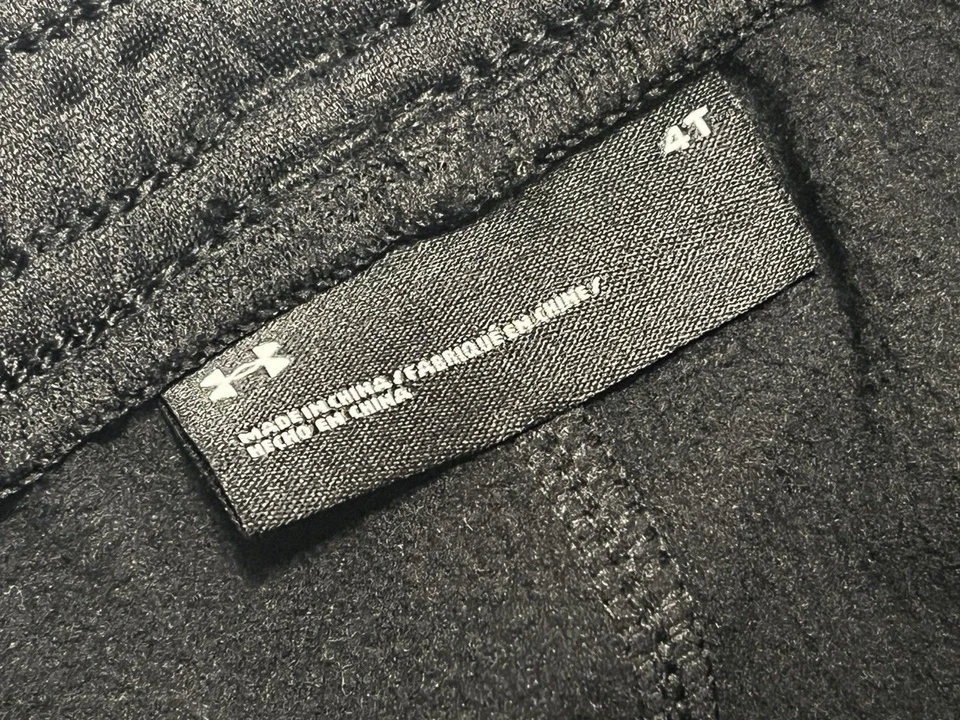 4T
MADE IN CHINA / FABRIQUÉ EN CHINE /
HECHO EN CHINA